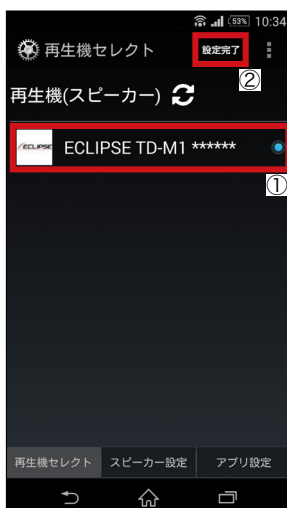 53% 10:34
再生機セレクト 設定完了
②
再生機(スピーカー)
ECLIPSE ECLIPSE TD-M1 ******
①
再生機セレクト スピーカー設定 アプリ設定